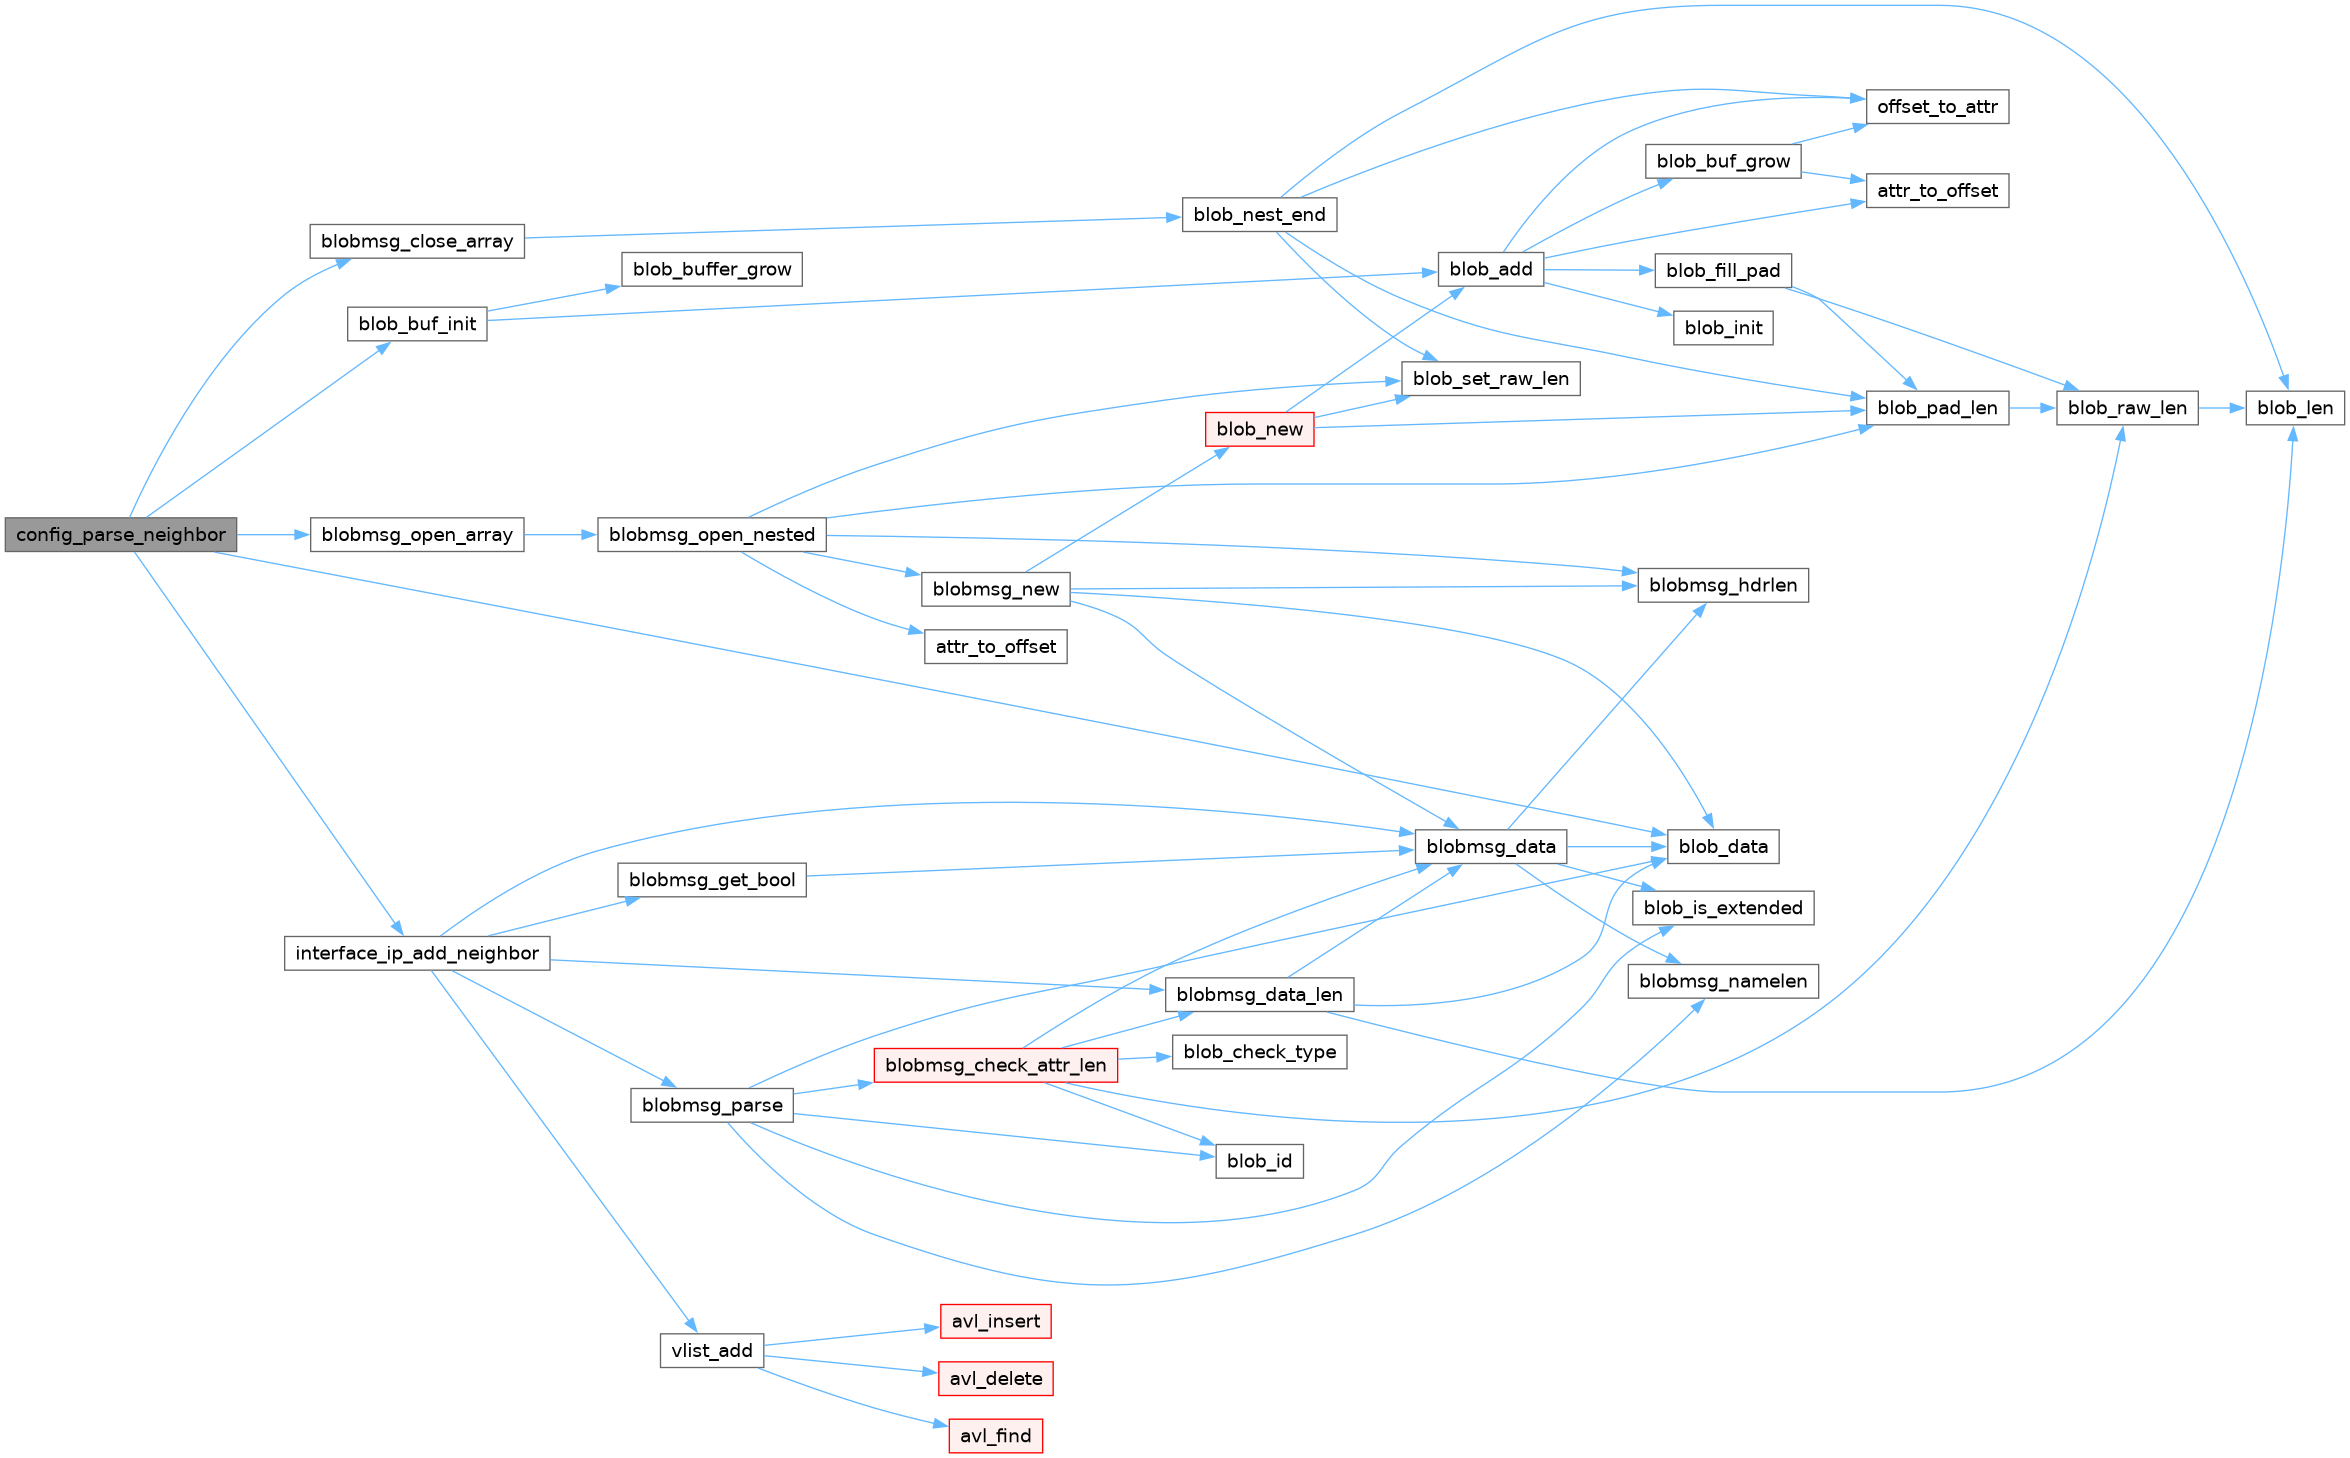 config_parse_neighbor
blobmsg_close_array
blob_buf_init
blobmsg_open_array
interface_ip_add_neighbor
blob_buffer_grow
blobmsg_open_nested
blobmsg_get_bool
blobmsg_parse
vlist_add
blobmsg_new
attr_to_offset
blobmsg_check_attr_len
avl_insert
avl_delete
avl_find
blob_nest_end
blob_new
blobmsg_data_len
blob_check_type
blob_id
blob_add
blob_set_raw_len
blobmsg_data
blob_buf_grow
blob_fill_pad
blob_init
blobmsg_hdrlen
blob_data
blob_is_extended
blobmsg_namelen
offset_to_attr
attr_to_offset
blob_pad_len
blob_raw_len
blob_len